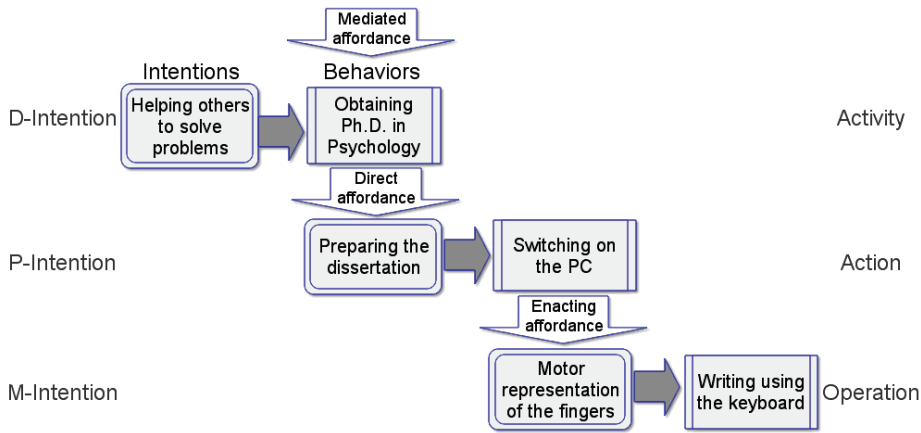 Mediated
affordance
Intentions
Behaviors
D-Intention
Helping others
to solve
problems
Obtaining
Ph.D. in
Psychology
Activity
Direct
affordance
P-Intention
Preparing the
dissertation
Switching on
the PC
Action
Enacting
affordance
M-Intention
Motor
representation
of the fingers
Writing using
the keyboard
Operation